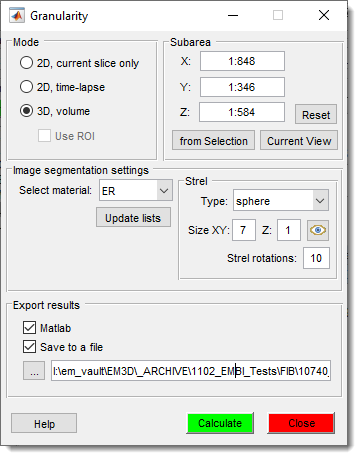 Granularity
Mode
2D, current slice only
2D, time-lapse
3D, volume
Use ROI
Subarea
X: 1:848
Y: 1:346
Z: 1:584
Reset
from Selection Current View
Image segmentation settings
Select material: ER
Update lists
Strel
Type: sphere
Size XY: 7 Z: 1
Strel rotations: 10
Export results
Matlab
Save to a file
... I:\em_vault\EM3D\_ARCHIVE\1102_EMBI_Tests\FIB\10740_
Help Calculate Close